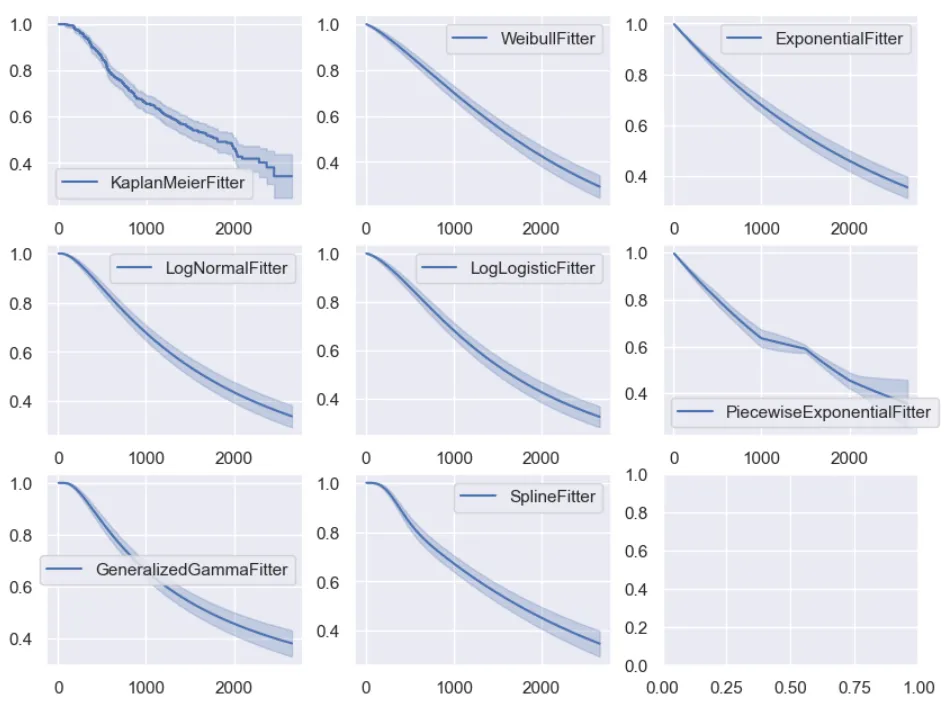 1.0
0.8
0.6
0.4
KaplanMeierFitter
0 1000 2000
1.0
0.8
0.6
0.4
WeibullFitter
0 1000 2000
1.0
0.8
0.6
0.4
ExponentialFitter
0 1000 2000
1.0
0.8
0.6
0.4
LogNormalFitter
0 1000 2000
1.0
0.8
0.6
0.4
LogLogisticFitter
0 1000 2000
1.0
0.8
0.6
0.4
PiecewiseExponentialFitter
0 1000 2000
1.0
0.8
0.6
0.4
GeneralizedGammaFitter
0 1000 2000
1.0
0.8
0.6
0.4
SplineFitter
0 1000 2000
1.0
0.8
0.6
0.4
0.2
0.0
0.00 0.25 0.50 0.75 1.00